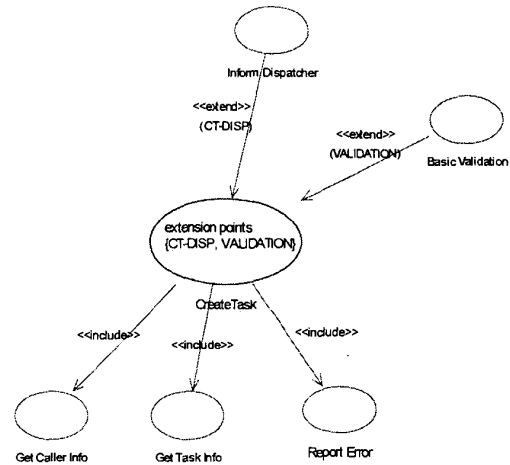 Inform Dispatcher
<<extend>>
(CT-DISP)
<<extend>>
(VALIDATION)
Basic Validation
extension points
{CT-DISP, VALIDATION}
CreateTask
<<include>>
<<include>>
<<include>>
Get Caller Info
Get Task Info
Report Error